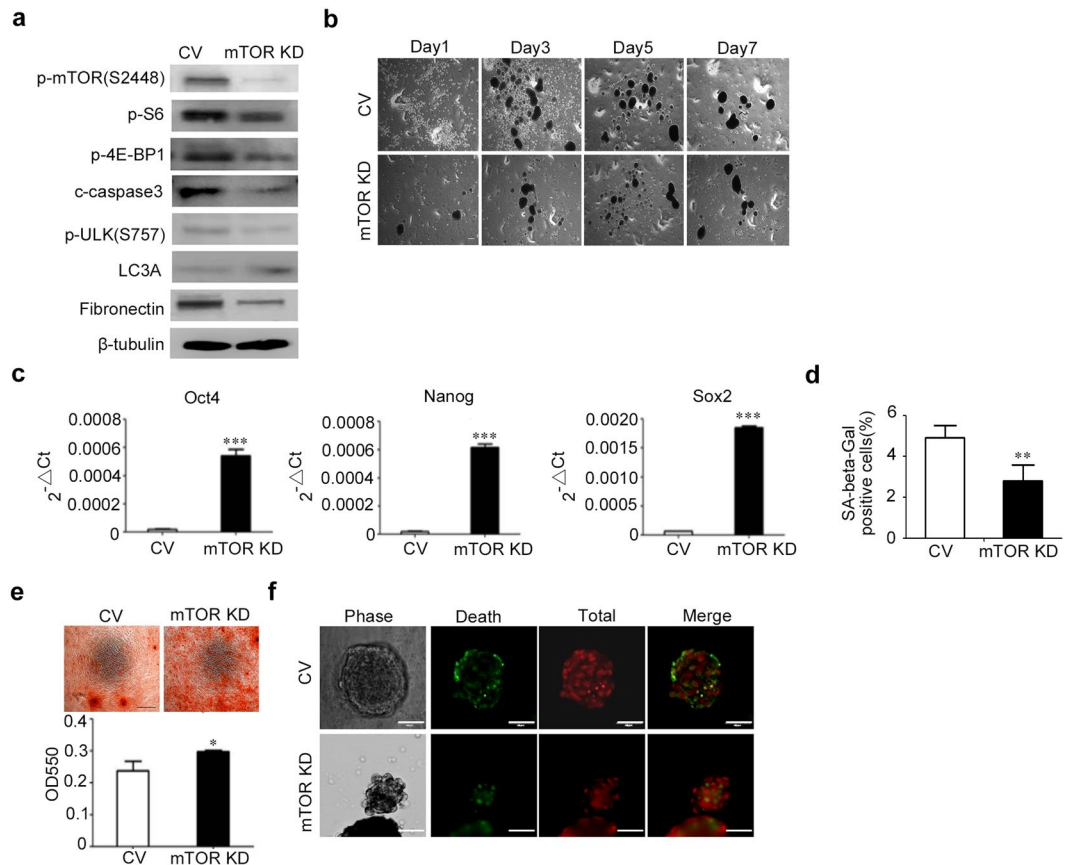 a
CV mTOR KD
p-mTOR(S2448)
p-S6
p-4E-BP1
c-caspase3
p-ULK(S757)
LC3A
Fibronectin
β-tubulin
b
Day1 Day3 Day5 Day7
CV
mTOR KD
c
Oct4
2-△Ct
0.0008
0.0006
0.0004
0.0002
0
***
CV mTOR KD
Nanog
2-△Ct
0.0008
0.0006
0.0004
0.0002
0
***
CV mTOR KD
Sox2
2-△Ct
0.0020
0.0015
0.0010
0.0005
0
***
CV mTOR KD
d
SA-beta-Gal
positive cells(%)
6
4
2
0
**
CV mTOR KD
e
CV mTOR KD
OD550
0.4
0.3
0.2
0.1
0
*
CV mTOR KD
f
Phase Death Total Merge
CV
mTOR KD